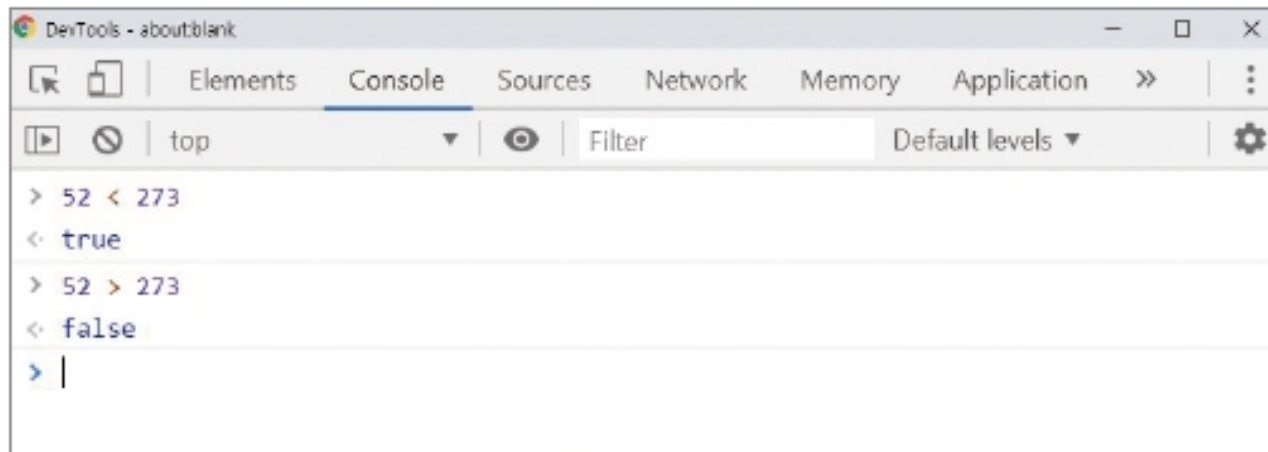 DevTools - about:blank
Elements Console Sources Network Memory Application »
top ▼ Filter Default levels ▼
> 52 < 273
<· true
> 52 > 273
<· false
>